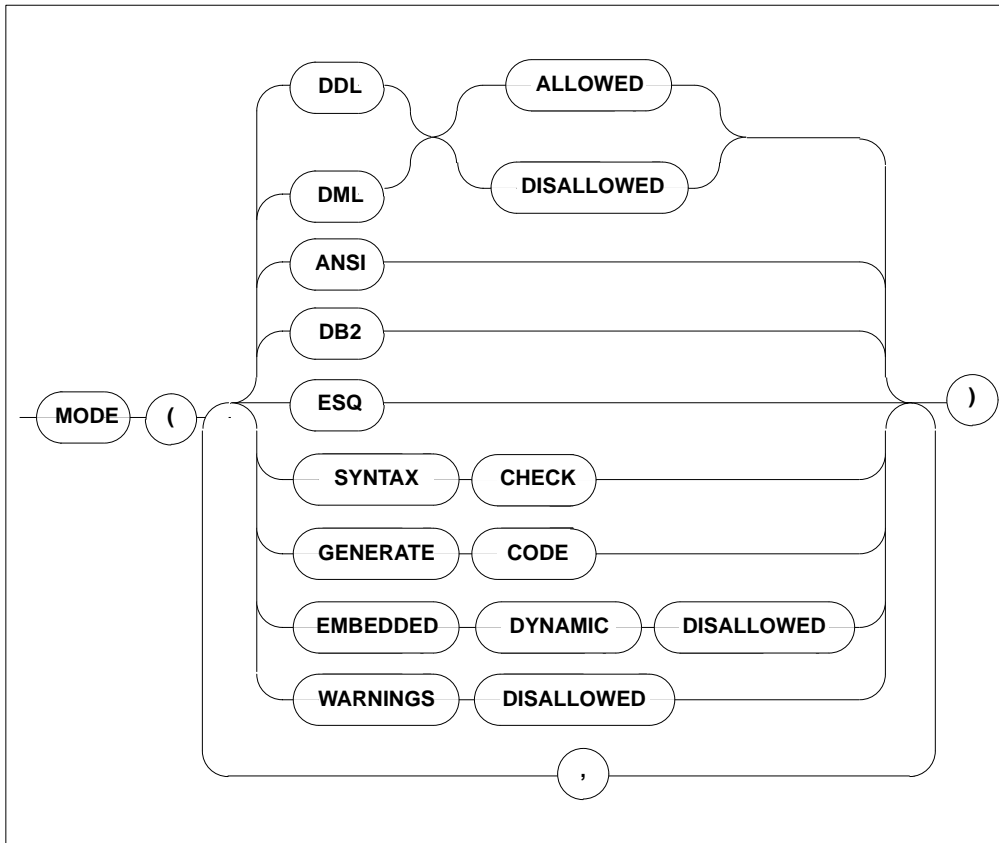 DDL ALLOWED
DML DISALLOWED
ANSI
DB2
MODE ( ESQ )
SYNTAX CHECK
GENERATE CODE
EMBEDDED DYNAMIC DISALLOWED
WARNINGS DISALLOWED
,